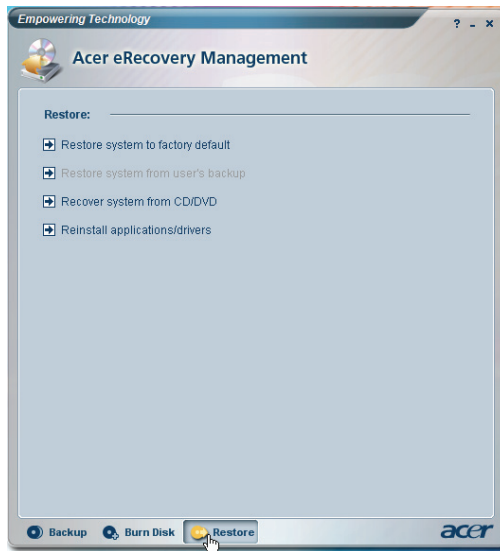 Empowering Technology
? - ×
Acer eRecovery Management
Restore:
Restore system to factory default
Restore system from user's backup
Recover system from CD/DVD
Reinstall applications/drivers
Backup Burn Disk Restore acer